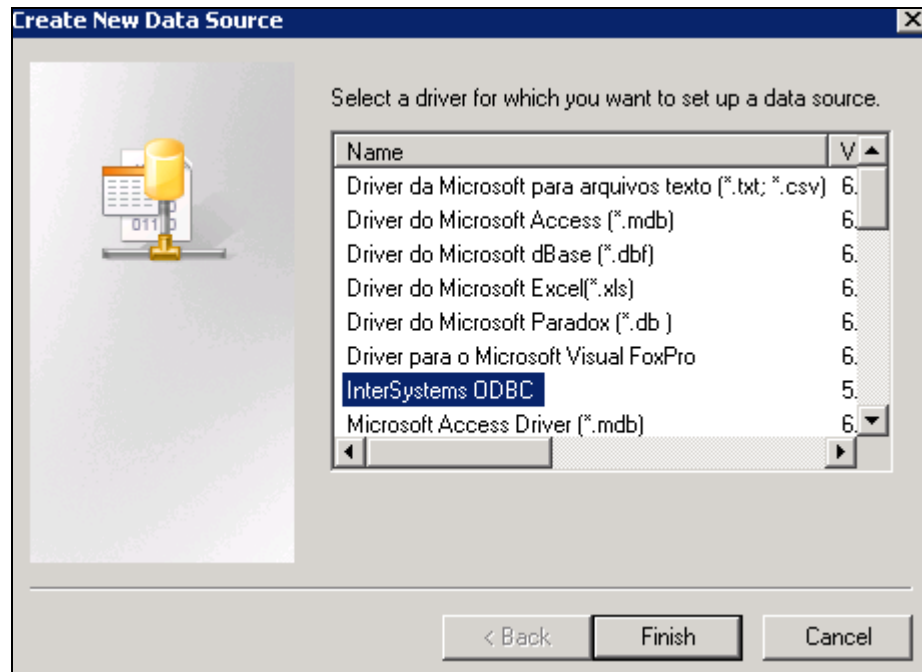 Create New Data Source
Select a driver for which you want to set up a data source.
Name V
Driver da Microsoft para arquivos texto (*.txt; *.csv) 6.
Driver do Microsoft Access (*.mdb) 6.
Driver do Microsoft dBase (*.dbf) 6.
Driver do Microsoft Excel(*.xls) 6.
Driver do Microsoft Paradox (*.db ) 6.
Driver para o Microsoft Visual FoxPro 6.
InterSystems ODBC 5.
Microsoft Access Driver (*.mdb) 6.
< Back Finish Cancel